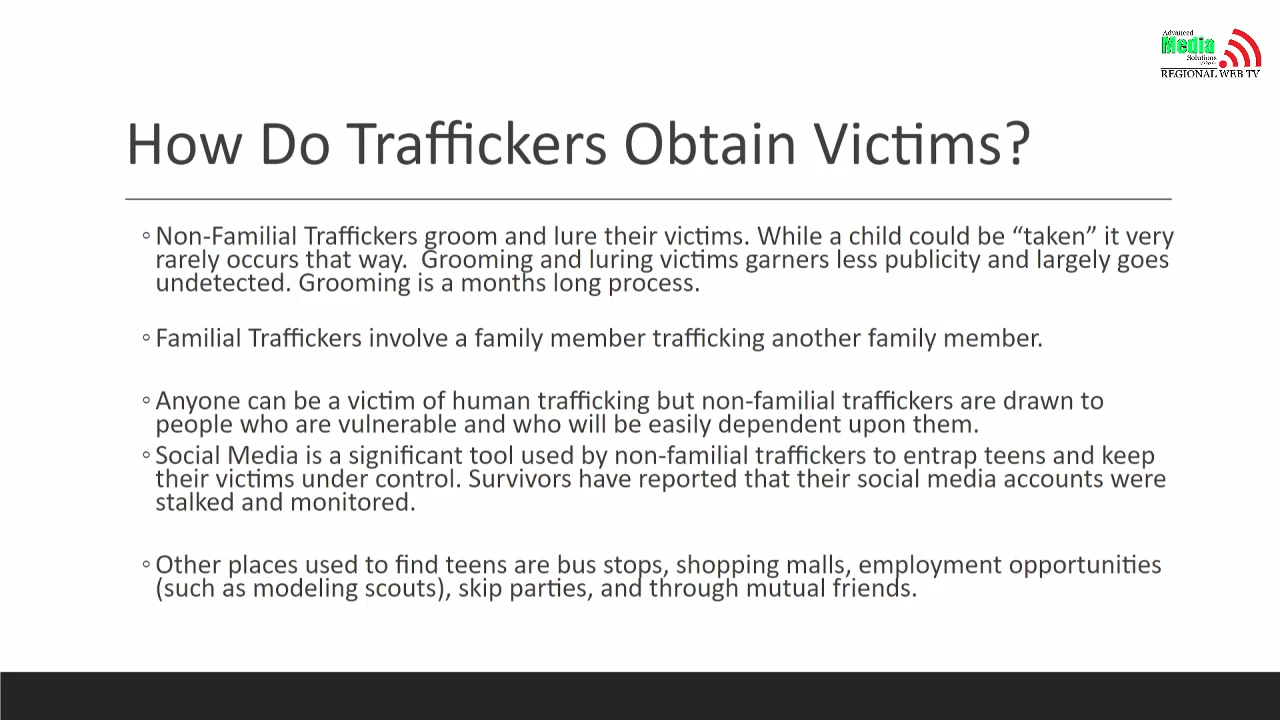 Advanced
Media
Solutions
REGIONAL WEB TV
How Do Traffickers Obtain Victims?
◦ Non-Familial Traffickers groom and lure their victims. While a child could be “taken” it very
rarely occurs that way.  Grooming and luring victims garners less publicity and largely goes
undetected. Grooming is a months long process.
◦ Familial Traffickers involve a family member trafficking another family member.
◦ Anyone can be a victim of human trafficking but non-familial traffickers are drawn to
people who are vulnerable and who will be easily dependent upon them.
◦ Social Media is a significant tool used by non-familial traffickers to entrap teens and keep
their victims under control. Survivors have reported that their social media accounts were
stalked and monitored.
◦ Other places used to find teens are bus stops, shopping malls, employment opportunities
(such as modeling scouts), skip parties, and through mutual friends.